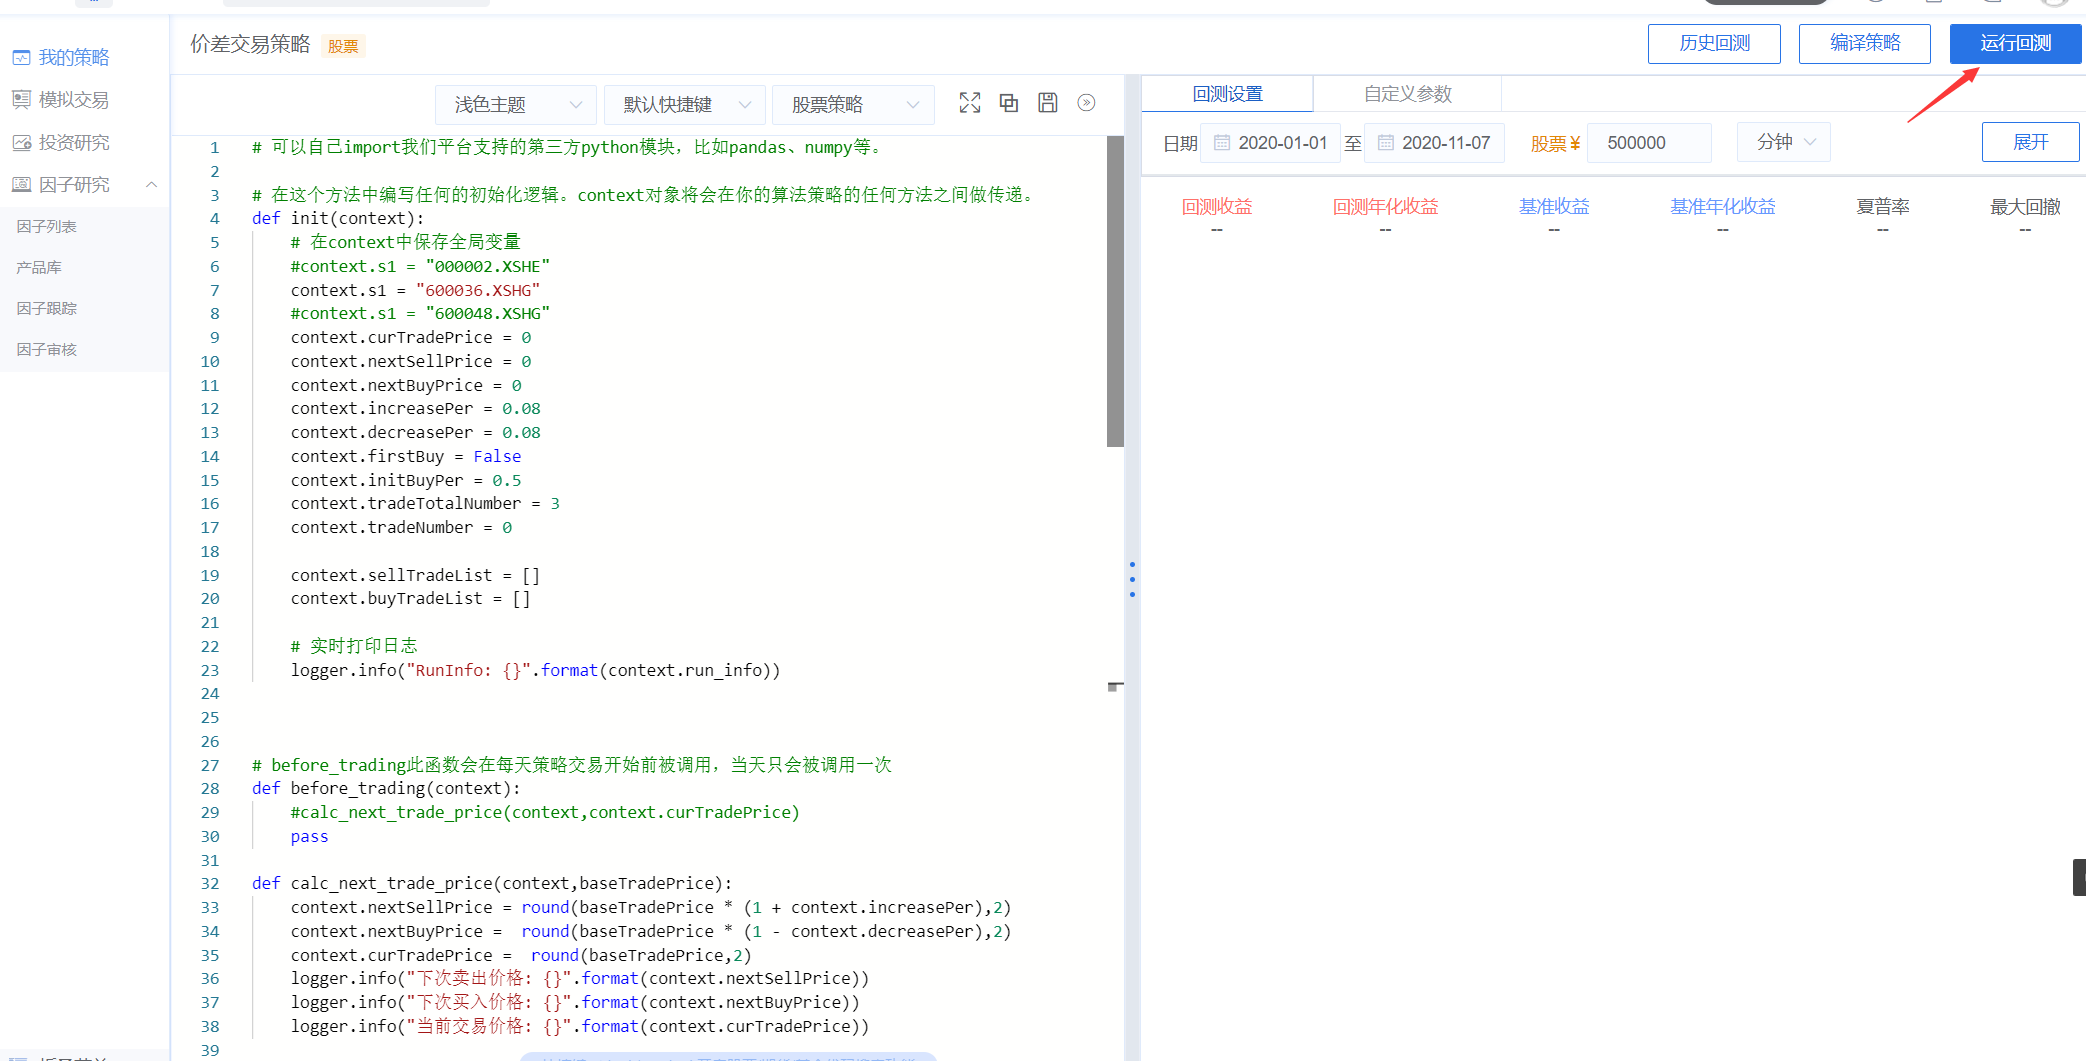 价差交易策略 股票
历史回测 编译策略 运行回测
我的策略
模拟交易
投资研究
因子研究
因子列表
产品库
因子跟踪
因子审核
浅色主题 默认快捷键 股票策略
1 # 可以自己import我们平台支持的第三方python模块，比如pandas、numpy等。
2
3 # 在这个方法中编写任何的初始化逻辑。context对象将会在你的算法策略的任何方法之间做传递。
4 def init(context):
5 # 在context中保存全局变量
6 #context.s1 = "000002.XSHE"
7 context.s1 = "600036.XSHG"
8 #context.s1 = "600048.XSHG"
9 context.curTradePrice = 0
10 context.nextSellPrice = 0
11 context.nextBuyPrice = 0
12 context.increasePer = 0.08
13 context.decreasePer = 0.08
14 context.firstBuy = False
15 context.initBuyPer = 0.5
16 context.tradeTotalNumber = 3
17 context.tradeNumber = 0
18
19 context.sellTradeList = []
20 context.buyTradeList = []
21
22 # 实时打印日志
23 logger.info("RunInfo: {}".format(context.run_info))
24
25
26
27 # before_trading此函数会在每天策略交易开始前被调用，当天只会被调用一次
28 def before_trading(context):
29 #calc_next_trade_price(context,context.curTradePrice)
30 pass
31
32 def calc_next_trade_price(context,baseTradePrice):
33 context.nextSellPrice = round(baseTradePrice * (1 + context.increasePer),2)
34 context.nextBuyPrice =  round(baseTradePrice * (1 - context.decreasePer),2)
35 context.curTradePrice =  round(baseTradePrice,2)
36 logger.info("下次卖出价格: {}".format(context.nextSellPrice))
37 logger.info("下次买入价格: {}".format(context.nextBuyPrice))
38 logger.info("当前交易价格: {}".format(context.curTradePrice))
39
回测设置 自定义参数
日期 2020-01-01 至 2020-11-07 股票¥ 500000 分钟 展开
回测收益 回测年化收益 基准收益 基准年化收益 夏普率 最大回撤
-- -- -- -- -- --